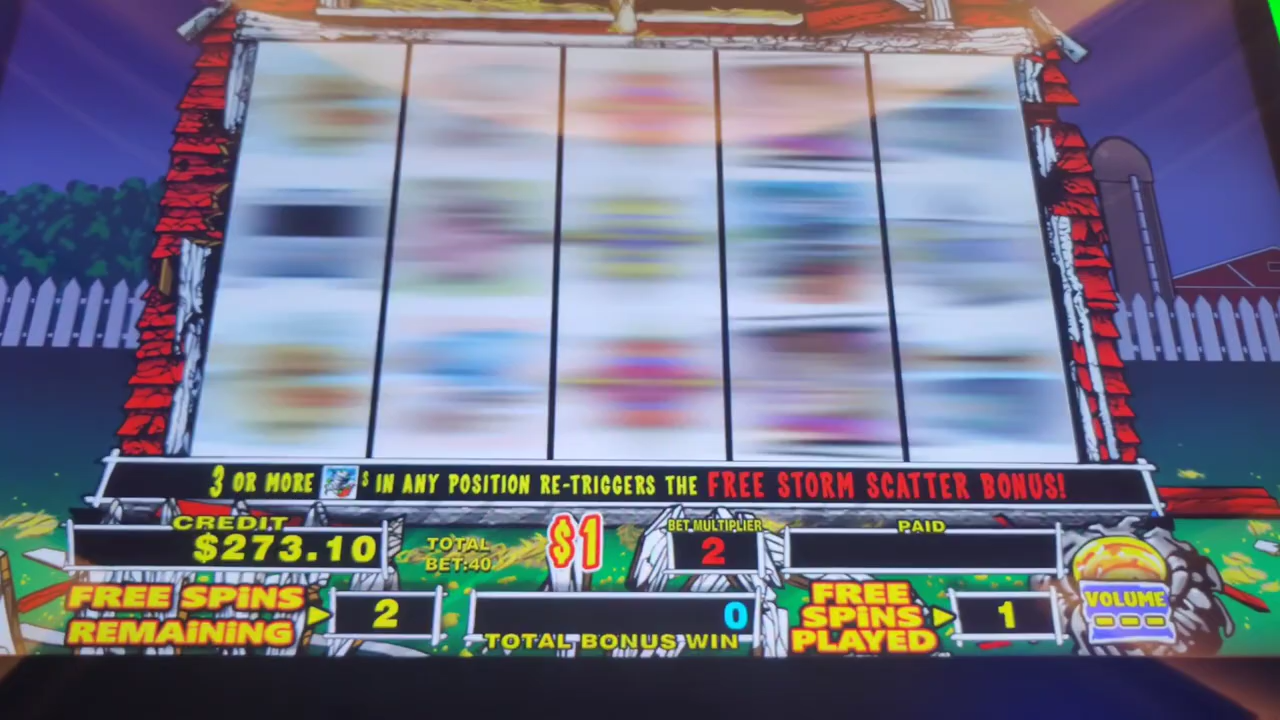 3 OR MORE 'S IN ANY POSITION RE-TRIGGERS THE FREE STORM SCATTER BONUS!
CREDIT
$273.10
TOTAL
BET:40
$1
BET MULTIPLIER
2
PAID
FREE SPiNS
REMAiNiNG
2
0
TOTAL BONUS WIN
FREE
SPiNS
PLAYED
1
VOLUME